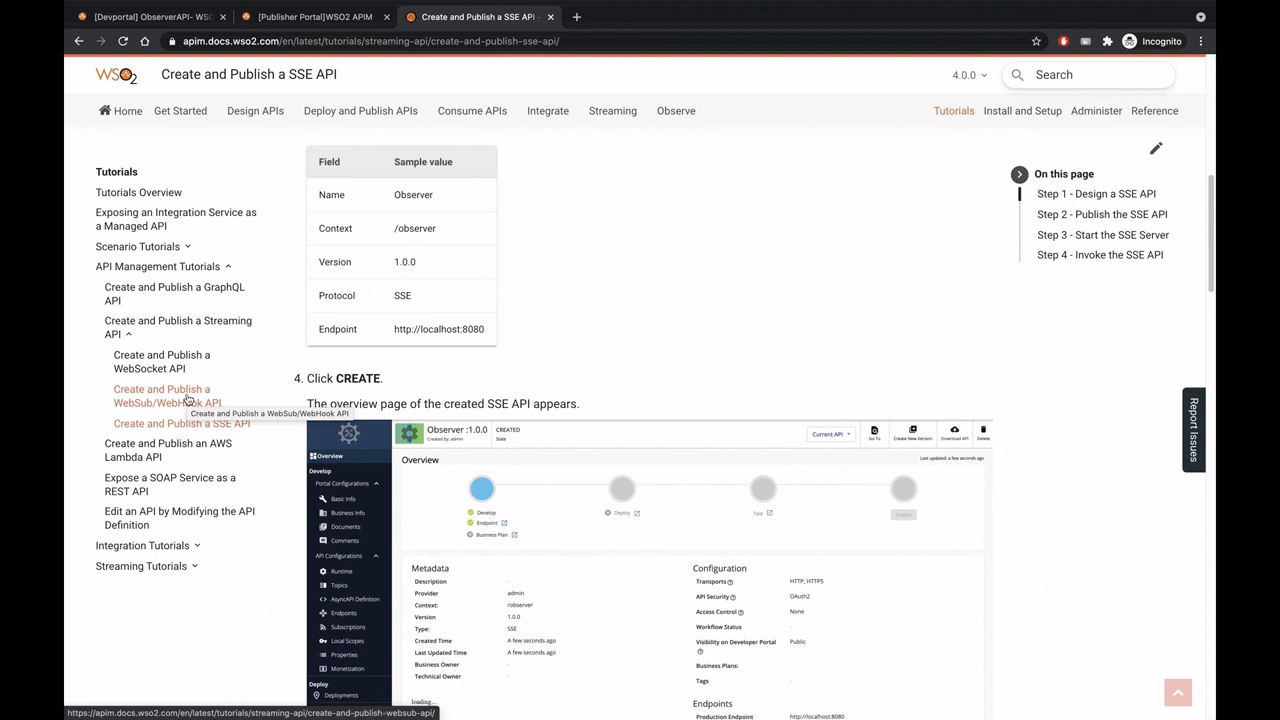 [Devportal] ObserverAPI- WSO
[Publisher Portal]WSO2 APIM
Create and Publish a SSE API -
apim.docs.wso2.com/en/latest/tutorials/streaming-api/create-and-publish-sse-api/
Incognito
WSO2
Create and Publish a SSE API
4.0.0
Search
Home
Get Started
Design APIs
Deploy and Publish APIs
Consume APIs
Integrate
Streaming
Observe
Tutorials
Install and Setup
Administer
Reference
Tutorials
Tutorials Overview
Exposing an Integration Service as
a Managed API
Scenario Tutorials
API Management Tutorials
Create and Publish a GraphQL
API
Create and Publish a Streaming
API
Create and Publish a
WebSocket API
Create and Publish a
WebSub/WebHook API
Create and Publish a WebSub/WebHook API
Create and Publish a SSE API
Create and Publish an AWS
Lambda API
Expose a SOAP Service as a
REST API
Edit an API by Modifying the API
Definition
Integration Tutorials
Streaming Tutorials
Field Sample value
Name Observer
Context /observer
Version 1.0.0
Protocol SSE
Endpoint http://localhost:8080
4. Click CREATE.
The overview page of the created SSE API appears.
Observer :1.0.0
Created by: admin
CREATED
State
Current API
Go To
Create New Version
Download API
Delete
Overview
Develop
Portal Configurations
Basic Info
Business Info
Documents
Comments
API Configurations
Runtime
Topics
AsyncAPI Definition
Endpoints
Subscriptions
Local Scopes
Properties
Monetization
Deploy
Deployments
Overview
Last updated: a few seconds ago
Develop
Endpoint
Business Plan
Deploy
Test
PUBLISH
Metadata
Description -
Provider admin
Context: /observer
Version 1.0.0
Type: SSE
Created Time A few seconds ago
Last Updated Time A few seconds ago
Business Owner -
Technical Owner -
loading...
Configuration
Transports HTTP, HTTPS
API Security OAuth2
Access Control None
Workflow Status -
Visibility on Developer Portal Public
Business Plans: -
Tags -
Endpoints
Production Endpoint http://localhost:8080
On this page
Step 1 - Design a SSE API
Step 2 - Publish the SSE API
Step 3 - Start the SSE Server
Step 4 - Invoke the SSE API
Report Issues
https://apim.docs.wso2.com/en/latest/tutorials/streaming-api/create-and-publish-websub-api/